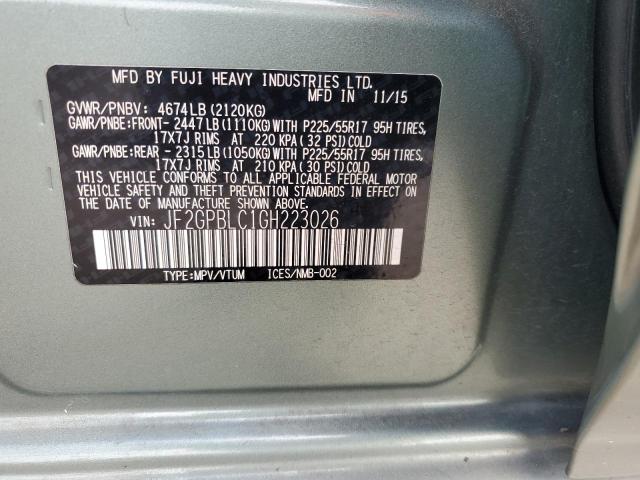 MFD BY FUJI HEAVY INDUSTRIES LTD.
MFD IN 11/15
GVWR/PNBV: 4674LB(2120KG)
GAWR/PNBE:FRONT-2447LB(1110KG)WITH P225/55R17 95H TIRES,
17X7J RIMS AT 220 KPA(32 PSI)COLD
GAWR/PNBE:REAR -2315LB(1050KG)WITH P225/55R17 95H TIRES,
17X7J RIMS AT 210 KPA(30 PSI)COLD
THIS VEHICLE CONFORMS TO ALL APPLICABLE FEDERAL MOTOR
VEHICLE SAFETY AND THEFT PREVENTION STANDARDS IN EFFECT
ON THE DATE OF MANUFACTURE SHOWN ABOVE.
VIN: JF2GPBLC1GH223026
TYPE:MPV/VTUM ICES/NMB-002